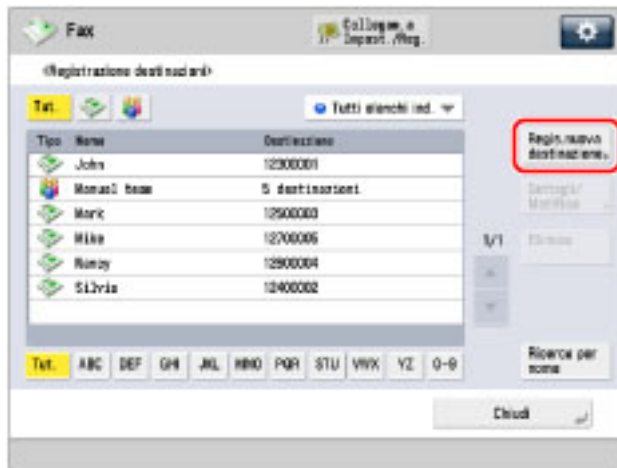 Fax
Collegam. a
Impost./Reg.
<Registrazione destinazioni>
Tut.
Tutti elenchi ind.
Tipo Nome Destinazione
John 12300001
Manual team 5 destinazioni
Mark 12500003
Mike 12700005
Nancy 12900004
Silvia 12400002
Regis.nuova
destinazione
Dettagli/
Modifica
Elimina
1/1
Tut. ABC DEF GHI JKL MNO PQR STU VWX YZ 0-9
Ricerca per
nome
Chiudi